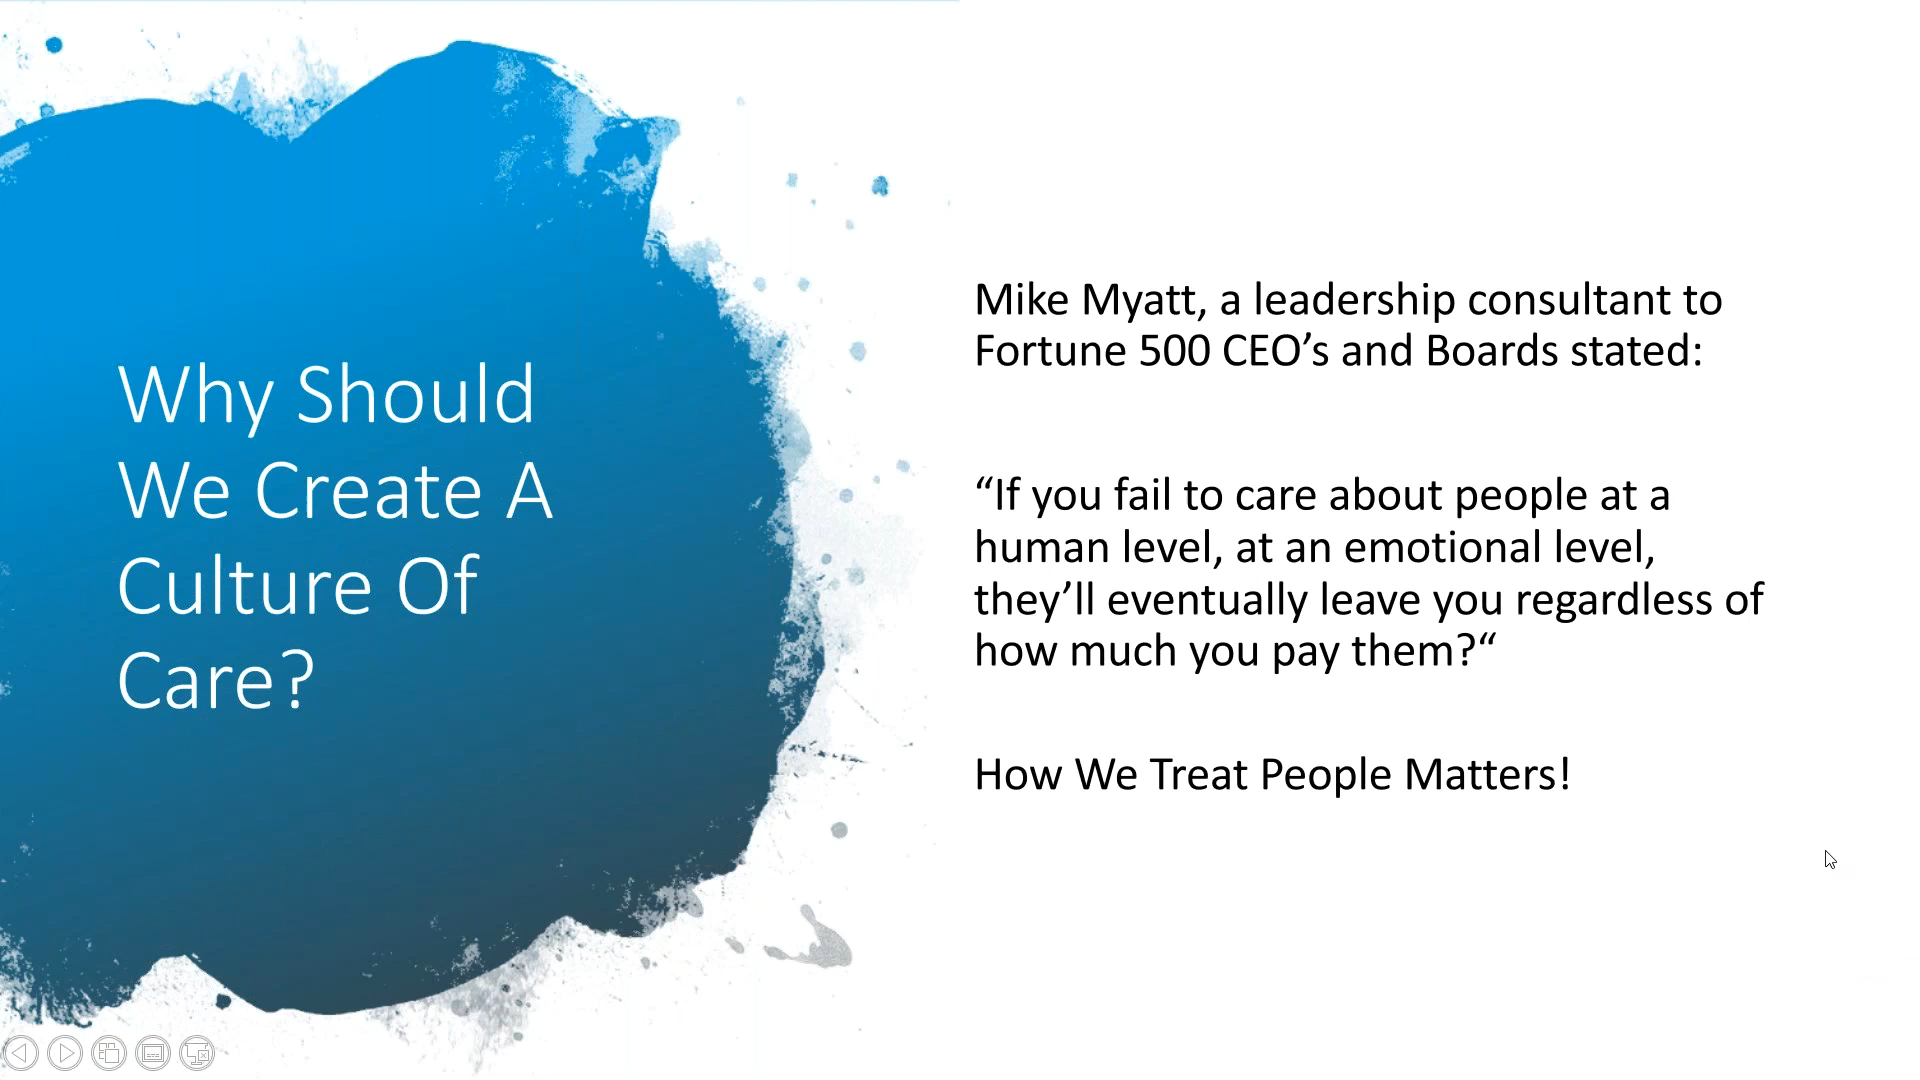 Why Should
We Create A
Culture Of
Care?
Mike Myatt, a leadership consultant to
Fortune 500 CEO’s and Boards stated:
“If you fail to care about people at a
human level, at an emotional level,
they’ll eventually leave you regardless of
how much you pay them?“
How We Treat People Matters!